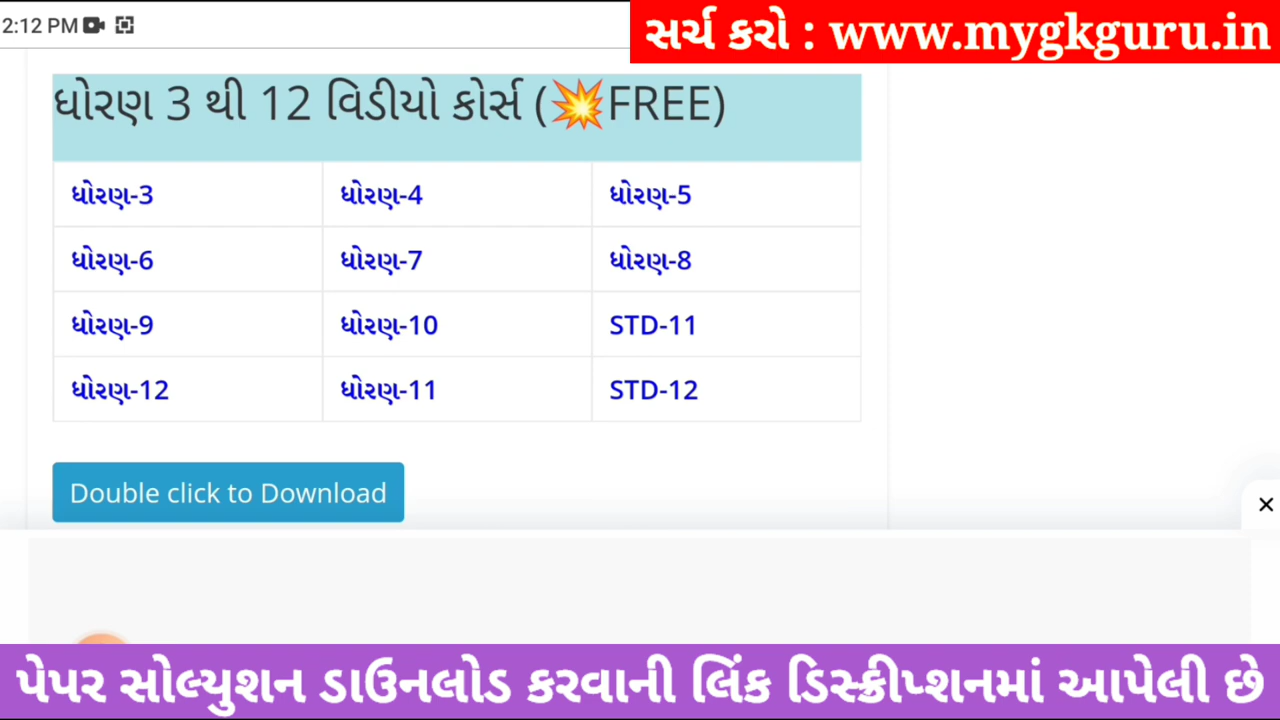 2:12 PM
સર્ચ કરો : www.mygkguru.in
ધોરણ 3 થી 12 વિડીયો કોર્સ (💥FREE)
ધોરણ-3 ધોરણ-4 ધોરણ-5
ધોરણ-6 ધોરણ-7 ધોરણ-8
ધોરણ-9 ધોરણ-10 STD-11
ધોરણ-12 ધોરણ-11 STD-12
Double click to Download
પેપર સોલ્યુશન ડાઉનલોડ કરવાની લિંક ડિસ્ક્રીપ્શનમાં આપેલી છે